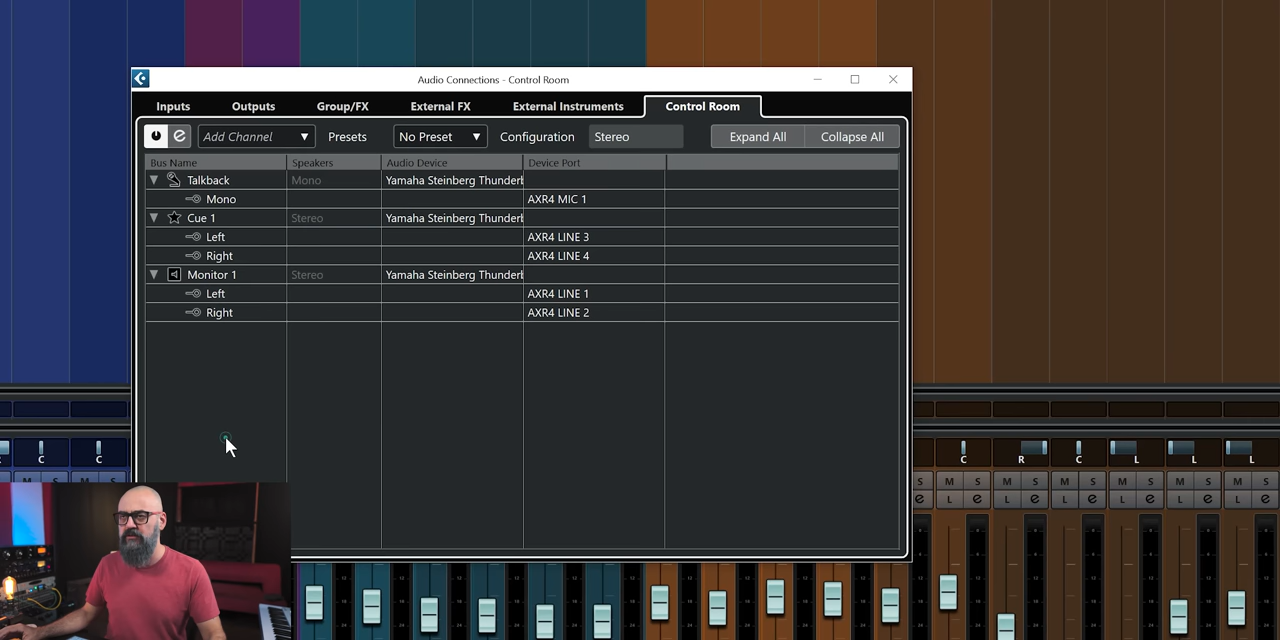 Audio Connections - Control Room
Inputs Outputs Group/FX External FX External Instruments Control Room
Add Channel Presets No Preset Configuration Stereo Expand All Collapse All
Bus Name Speakers Audio Device Device Port
Talkback Mono Yamaha Steinberg Thunderb
Mono AXR4 MIC 1
Cue 1 Stereo Yamaha Steinberg Thunderb
Left AXR4 LINE 3
Right AXR4 LINE 4
Monitor 1 Stereo Yamaha Steinberg Thunderb
Left AXR4 LINE 1
Right AXR4 LINE 2
C C C R C L L L
M S M S S M S M S M S M S M S M S
e L e L e L e L e L e L e